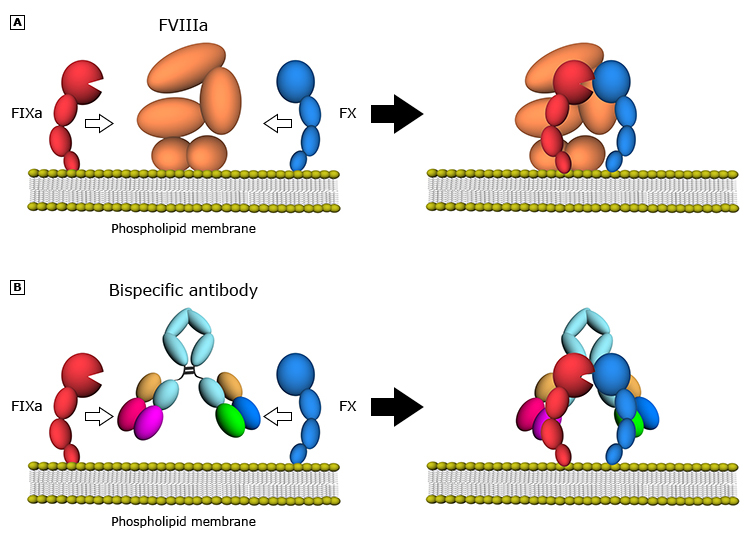 A
FVIIIa
FIXa
FX
Phospholipid membrane
B
Bispecific antibody
FIXa
FX
Phospholipid membrane